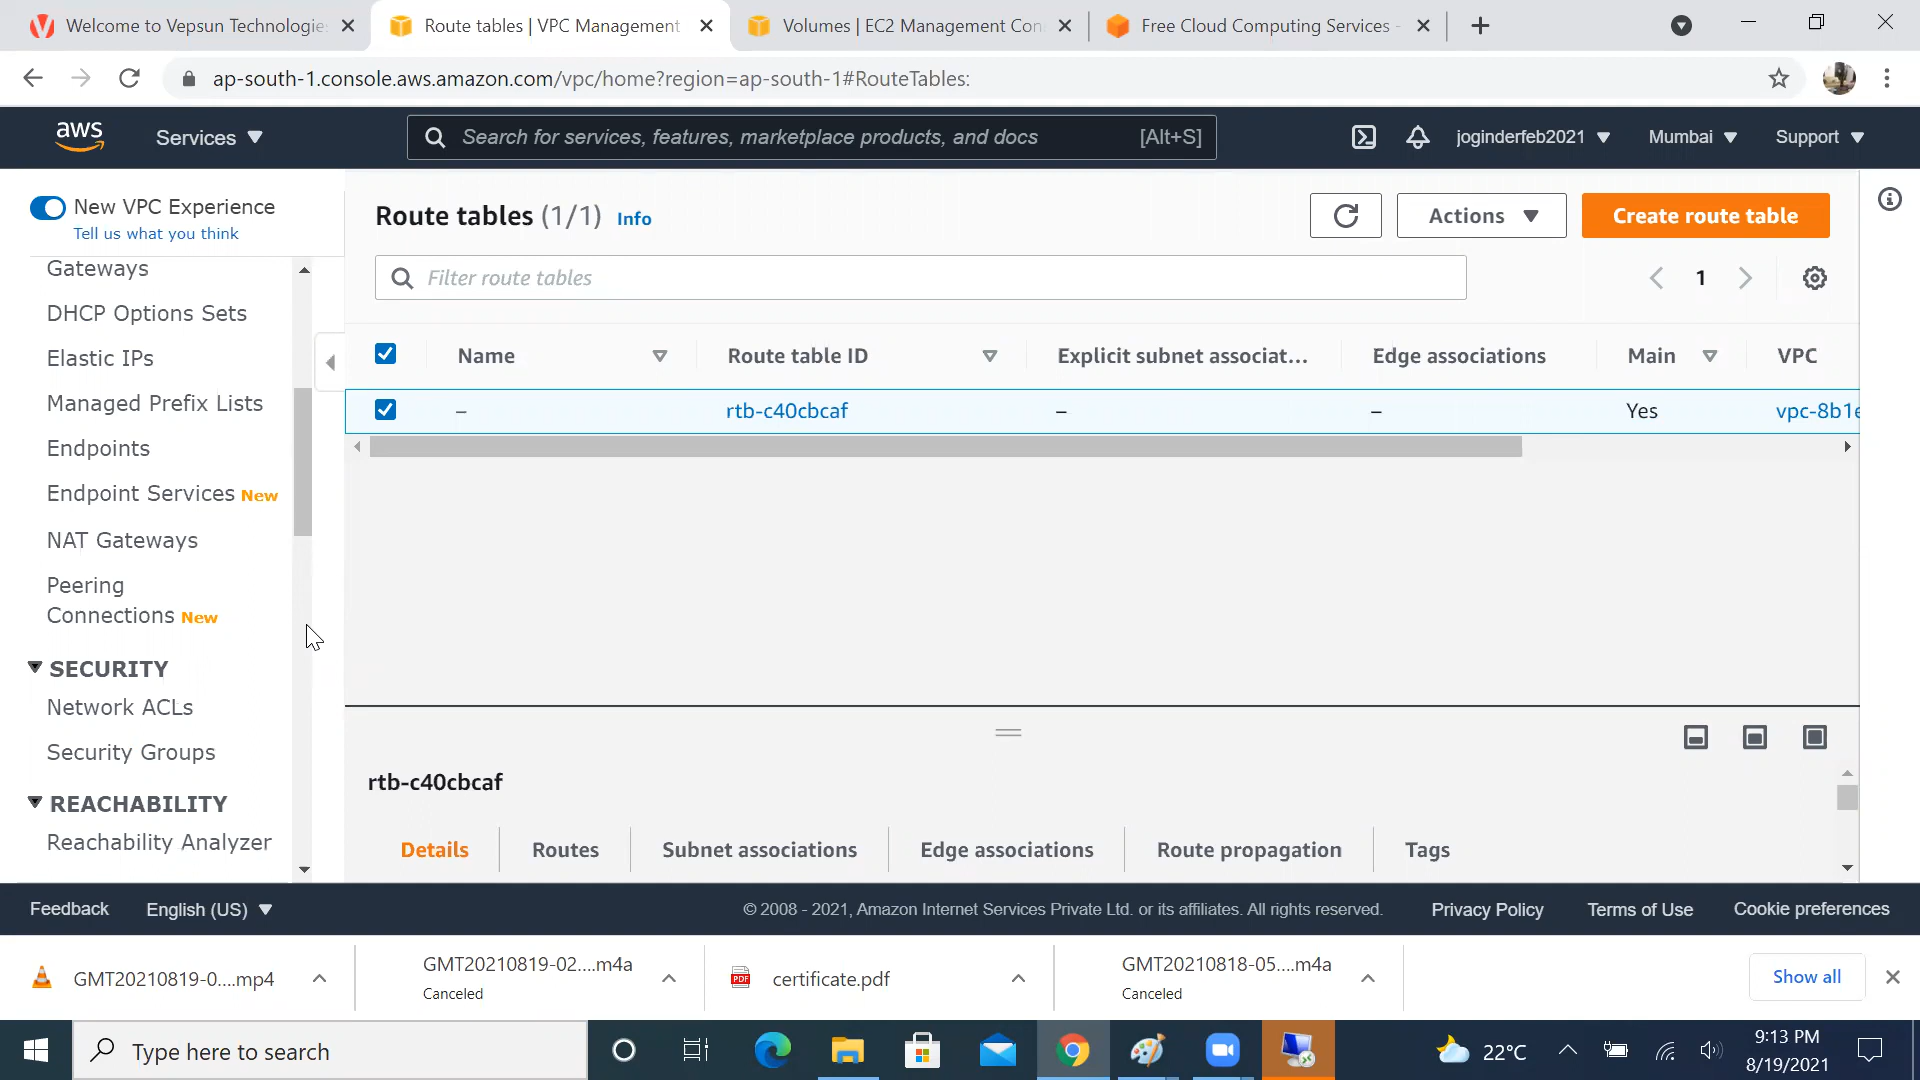 Welcome to Vepsun Technologie
Route tables | VPC Management
Volumes | EC2 Management Con
Free Cloud Computing Services -
ap-south-1.console.aws.amazon.com/vpc/home?region=ap-south-1#RouteTables:
aws
Services
Search for services, features, marketplace products, and docs
[Alt+S]
joginderfeb2021
Mumbai
Support
New VPC Experience
Tell us what you think
Gateways
DHCP Options Sets
Elastic IPs
Managed Prefix Lists
Endpoints
Endpoint Services New
NAT Gateways
Peering
Connections New
SECURITY
Network ACLs
Security Groups
REACHABILITY
Reachability Analyzer
Route tables (1/1) Info
Actions
Create route table
Filter route tables
1
Name
Route table ID
Explicit subnet associat...
Edge associations
Main
VPC
–
rtb-c40cbcaf
–
–
Yes
vpc-8b1e
rtb-c40cbcaf
Details
Routes
Subnet associations
Edge associations
Route propagation
Tags
Feedback
English (US)
© 2008 - 2021, Amazon Internet Services Private Ltd. or its affiliates. All rights reserved.
Privacy Policy
Terms of Use
Cookie preferences
GMT20210819-0....mp4
GMT20210819-02....m4a
Canceled
PDF
certificate.pdf
GMT20210818-05....m4a
Canceled
Show all
Type here to search
22°C
9:13 PM
8/19/2021